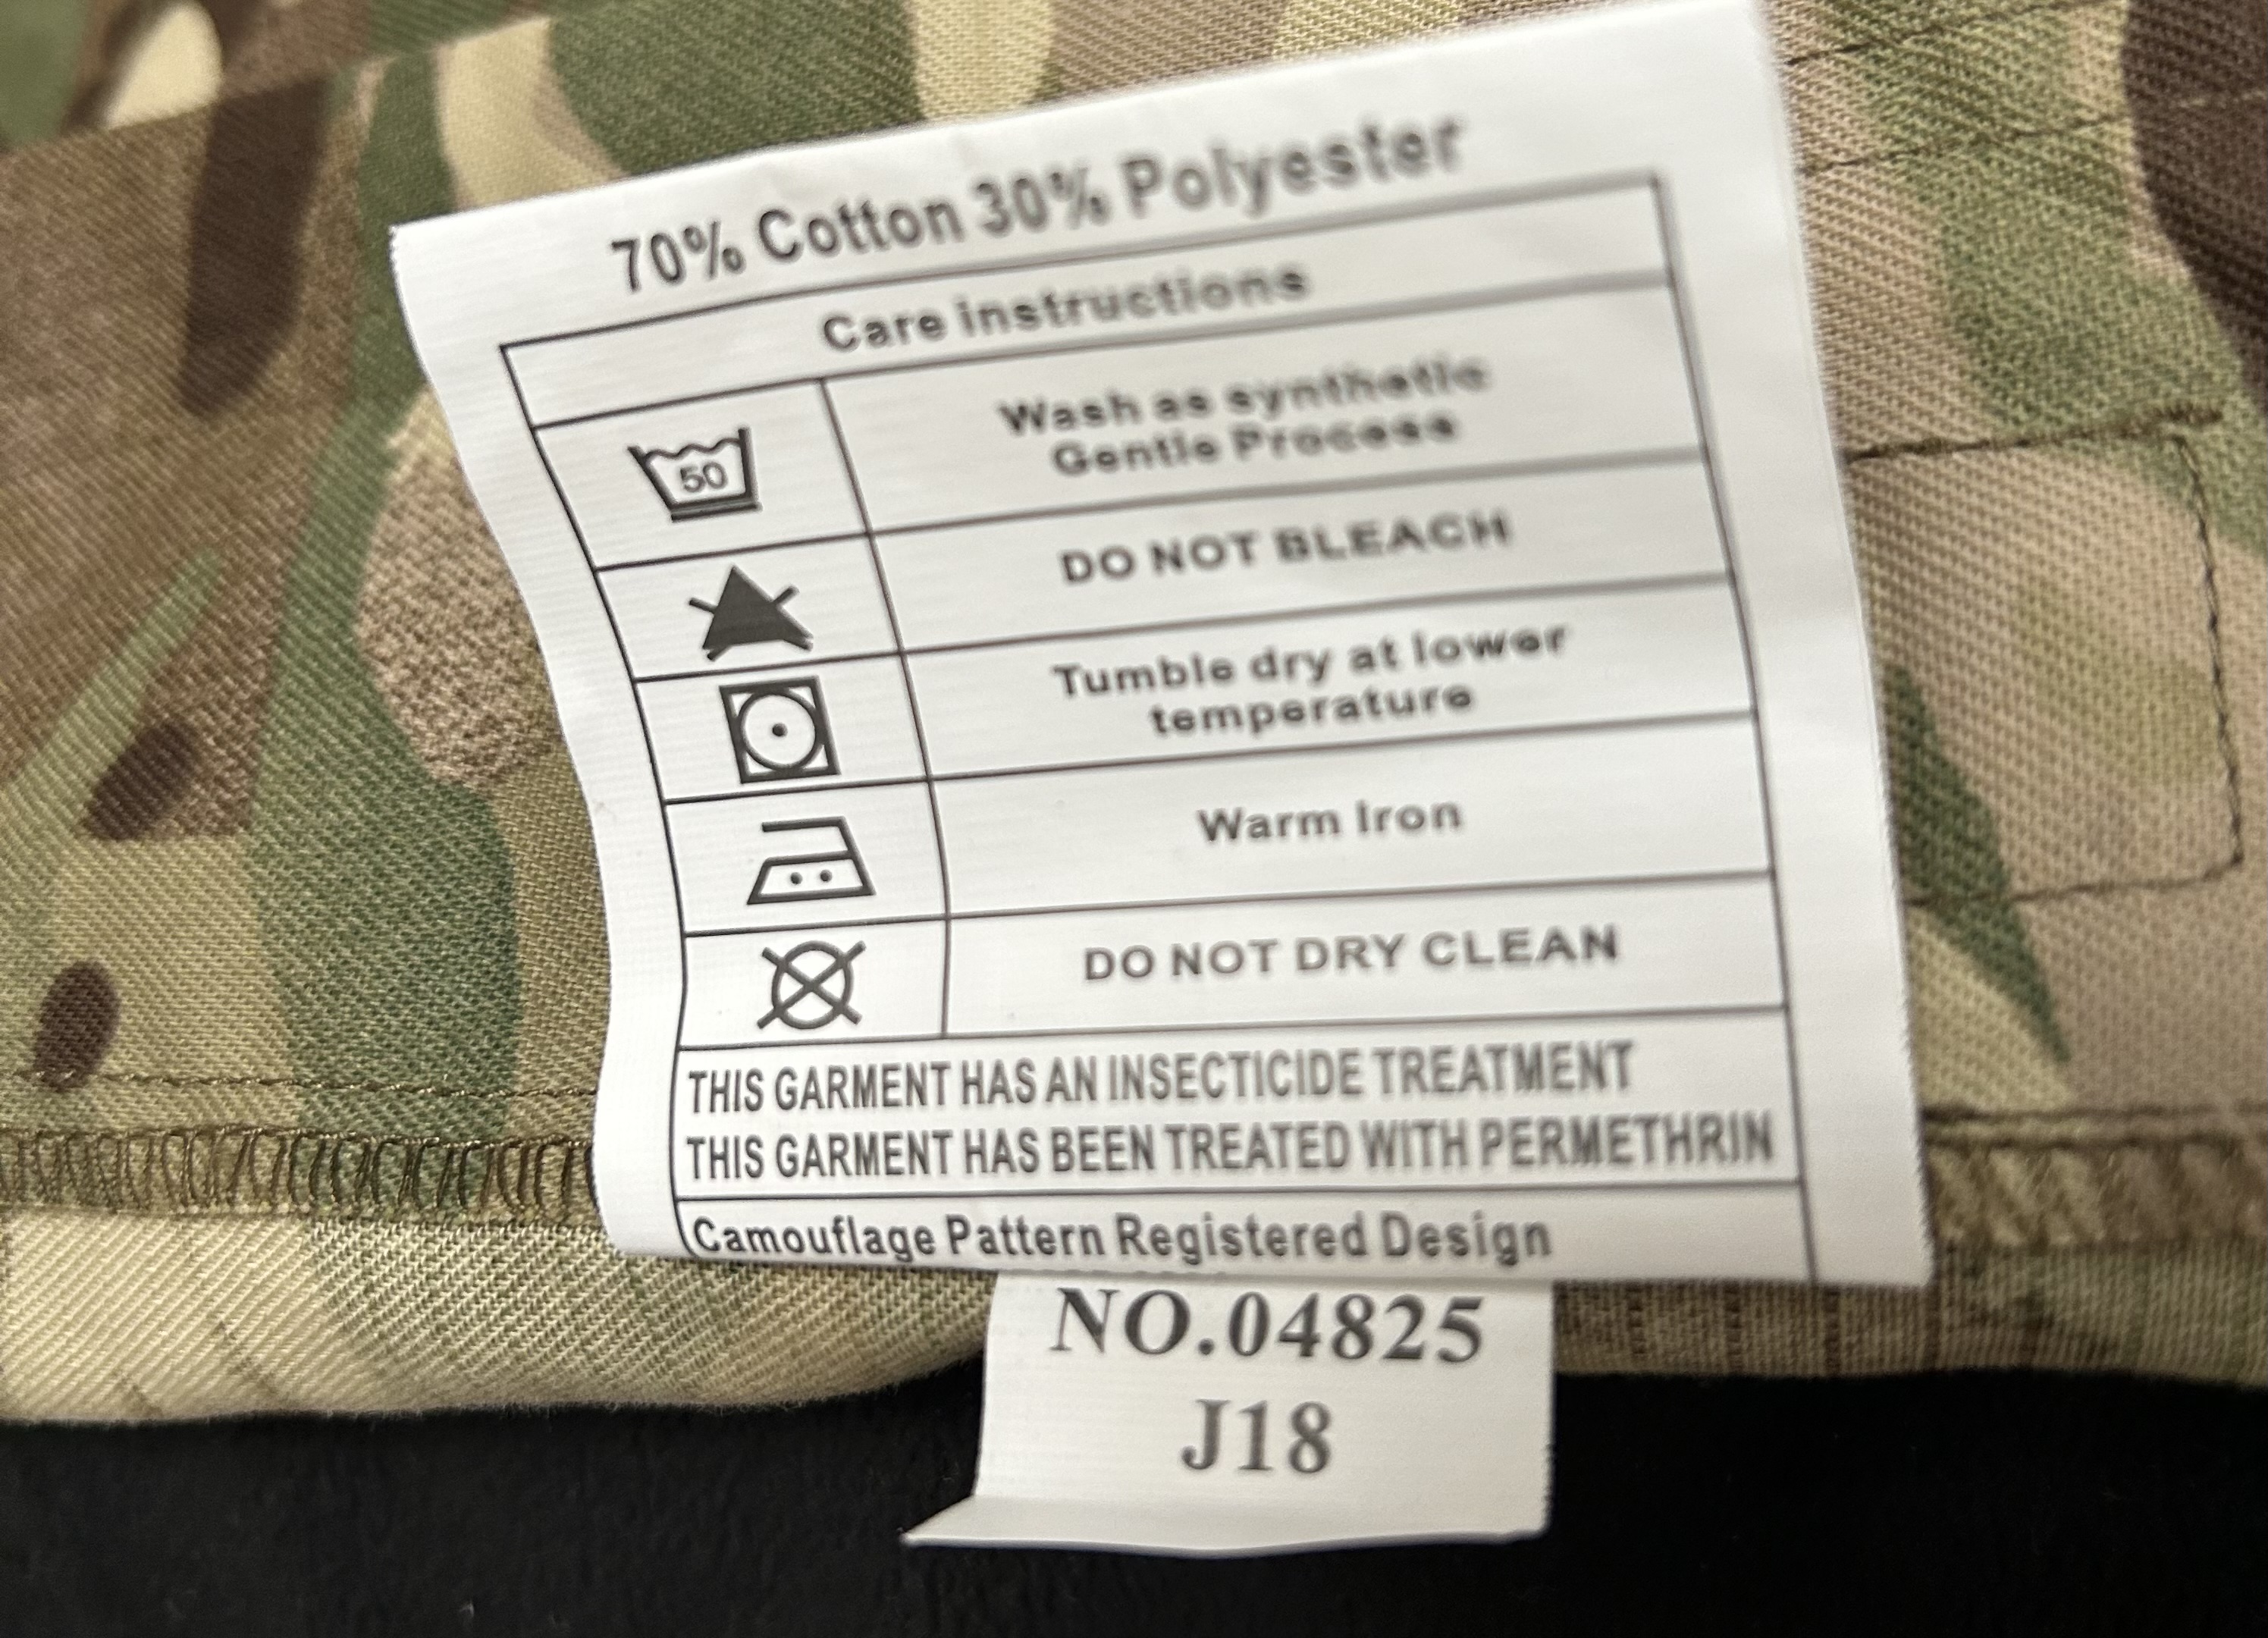 70% Cotton 30% Polyester
Care instructions
50
Wash as synthetic
Gentle Process
DO NOT BLEACH
Tumble dry at lower
temperature
Warm Iron
DO NOT DRY CLEAN
THIS GARMENT HAS AN INSECTICIDE TREATMENT
THIS GARMENT HAS BEEN TREATED WITH PERMETHRIN
Camouflage Pattern Registered Design
NO.04825
J18